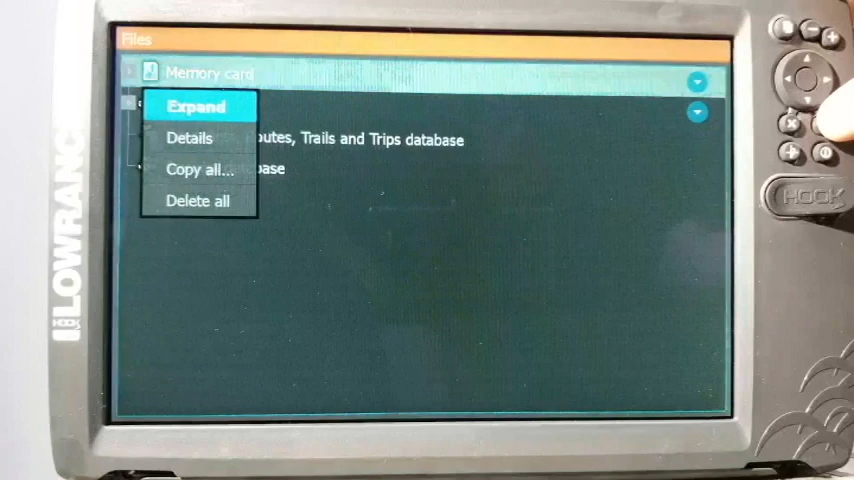 Files
Memory card
Expand
Details
outes, Trails and Trips database
Copy all...
base
Delete all
LOWRANCE
HOOK